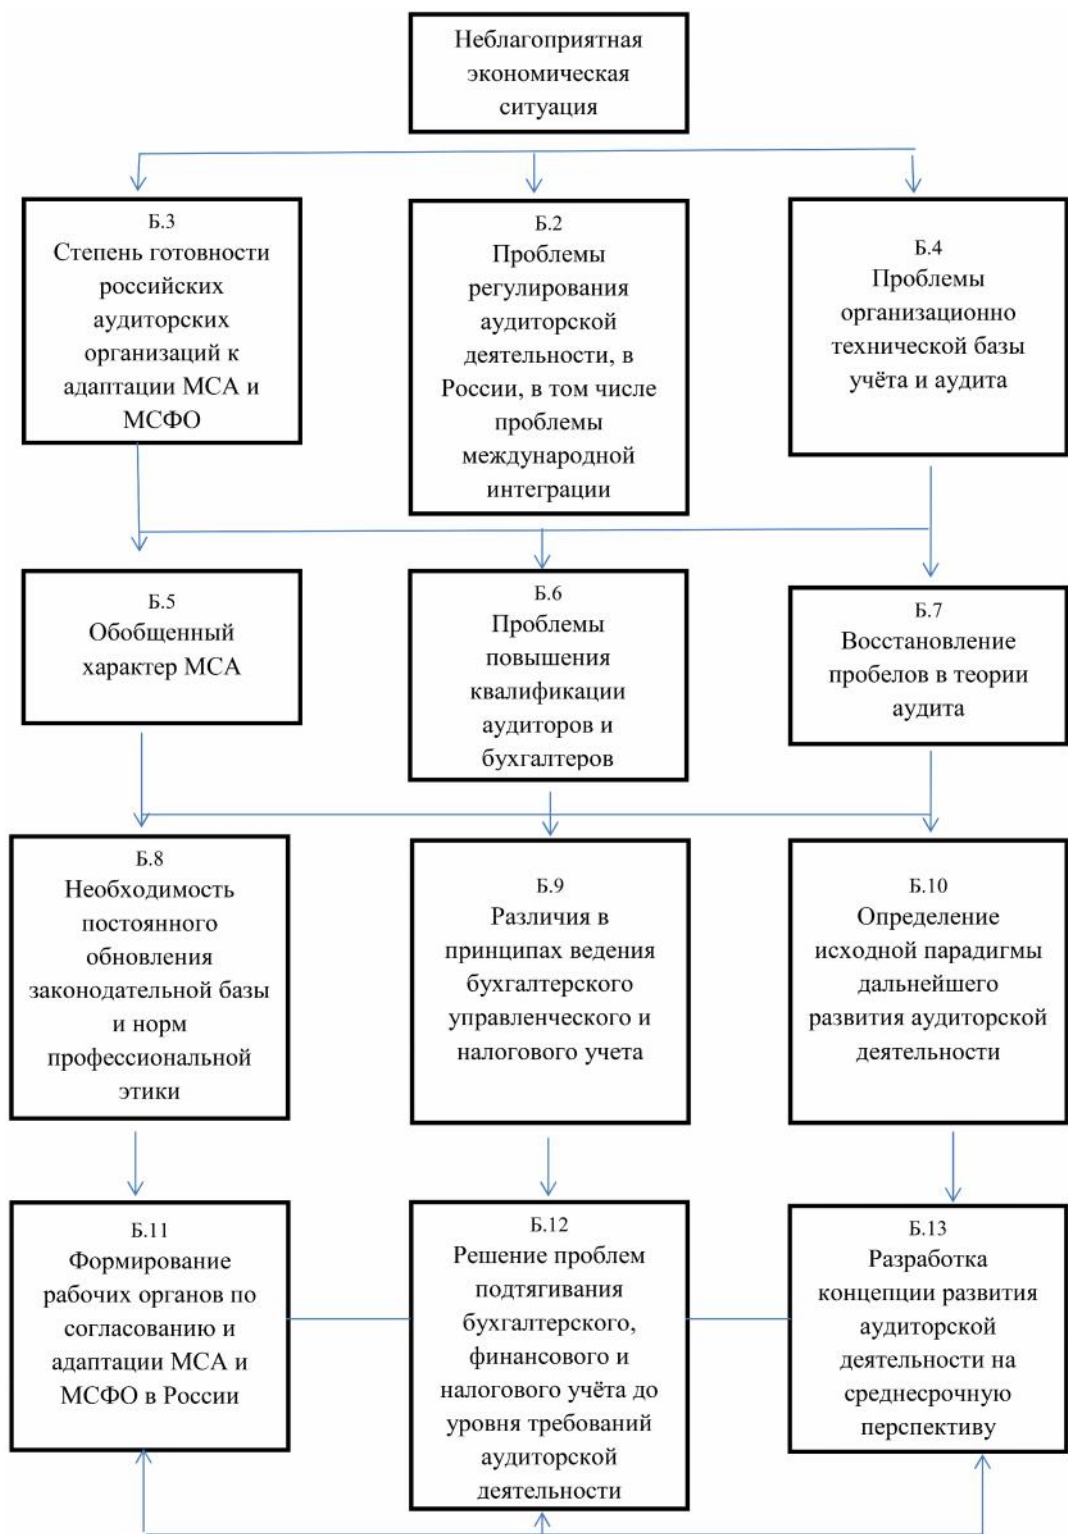 Неблагоприятная
экономическая
ситуация
Б.3
Степень готовности
российских
аудиторских
организаций к
адаптации МСА и
МСФО
Б.2
Проблемы
регулирования
аудиторской
деятельности, в
России, в том числе
проблемы
международной
интеграции
Б.4
Проблемы
организационно
технической базы
учёта и аудита
Б.5
Обобщенный
характер МСА
Б.6
Проблемы
повышения
квалификации
аудиторов и
бухгалтеров
Б.7
Восстановление
пробелов в теории
аудита
Б.8
Необходимость
постоянного
обновления
законодательной базы
и норм
профессиональной
этики
Б.9
Различия в
принципах ведения
бухгалтерского
управленческого и
налогового учета
Б.10
Определение
исходной парадигмы
дальнейшего
развития аудиторской
деятельности
Б.11
Формирование
рабочих органов по
согласованию и
адаптации МСА и
МСФО в России
Б.12
Решение проблем
подтягивания
бухгалтерского,
финансового и
налогового учёта до
уровня требований
аудиторской
деятельности
Б.13
Разработка
концепции развития
аудиторской
деятельности на
среднесрочную
перспективу